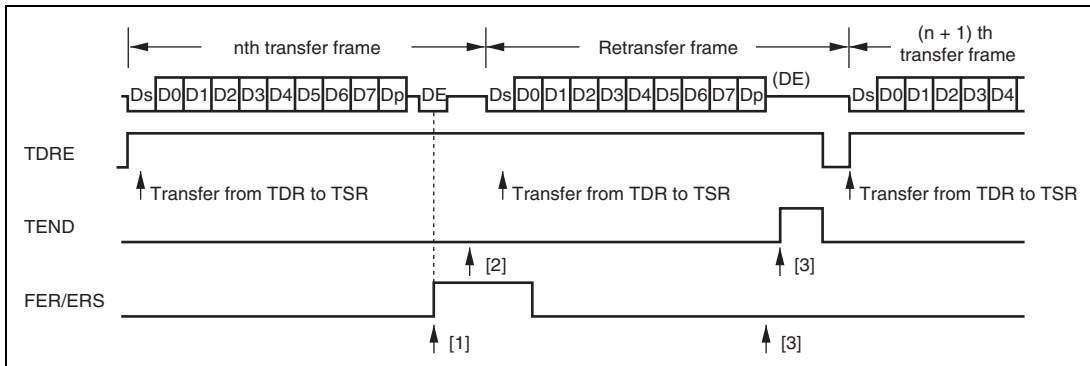 nth transfer frame Retransfer frame (n + 1) th
transfer frame
Ds D0 D1 D2 D3 D4 D5 D6 D7 Dp DE Ds D0 D1 D2 D3 D4 D5 D6 D7 Dp (DE) Ds D0 D1 D2 D3 D4
TDRE
Transfer from TDR to TSR Transfer from TDR to TSR Transfer from TDR to TSR
TEND
[2] [3]
FER/ERS
[1] [3]